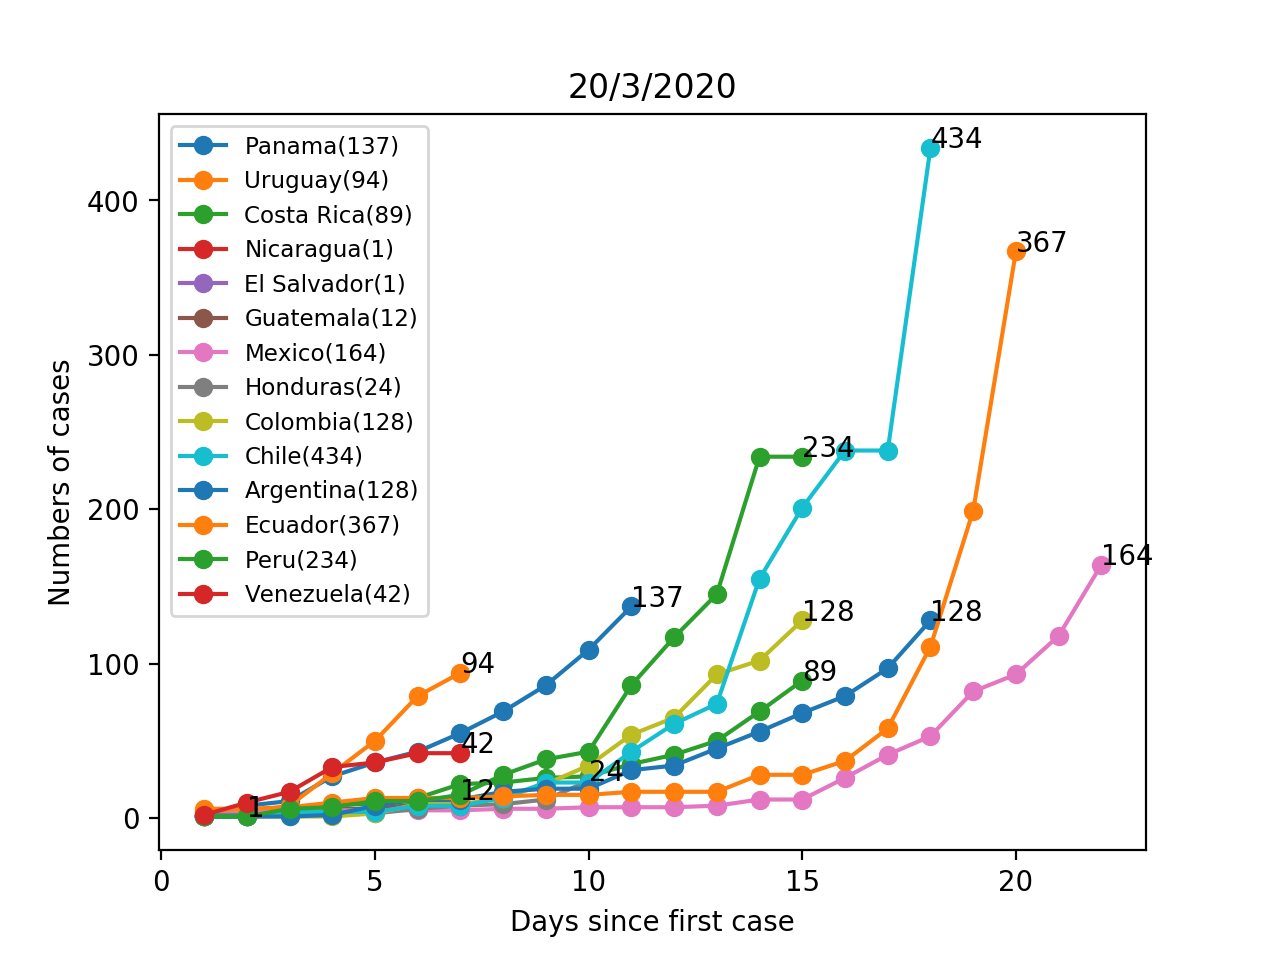 20/3/2020
Panama(137)
Uruguay(94)
Costa Rica(89)
Nicaragua(1)
El Salvador(1)
Guatemala(12)
Mexico(164)
Honduras(24)
Colombia(128)
Chile(434)
Argentina(128)
Ecuador(367)
Peru(234)
Venezuela(42)
434
367
234
164
137
128
128
94
89
42
24
12
1
Numbers of cases
400
300
200
100
0
0 5 10 15 20
Days since first case